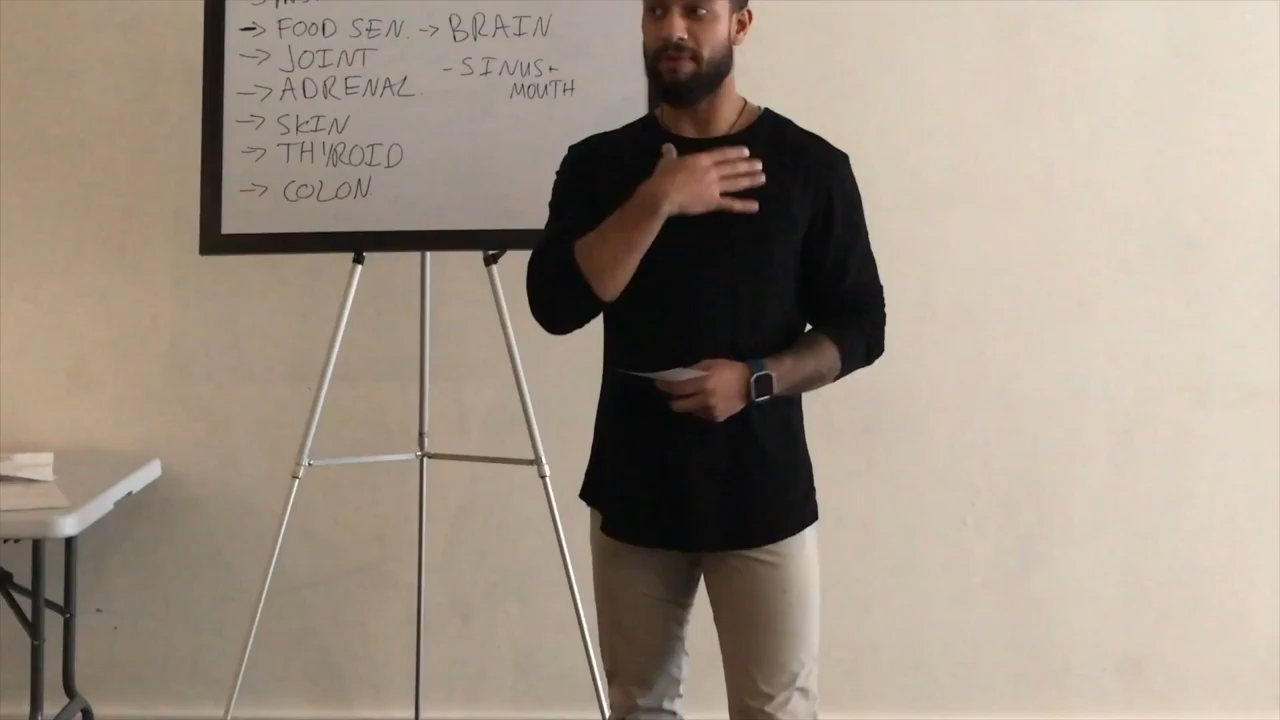 → FOOD SEN. → BRAIN
→ JOINT - SINUS +
→ ADRENAL. MOUTH
→ SKIN
→ THYROID
→ COLON